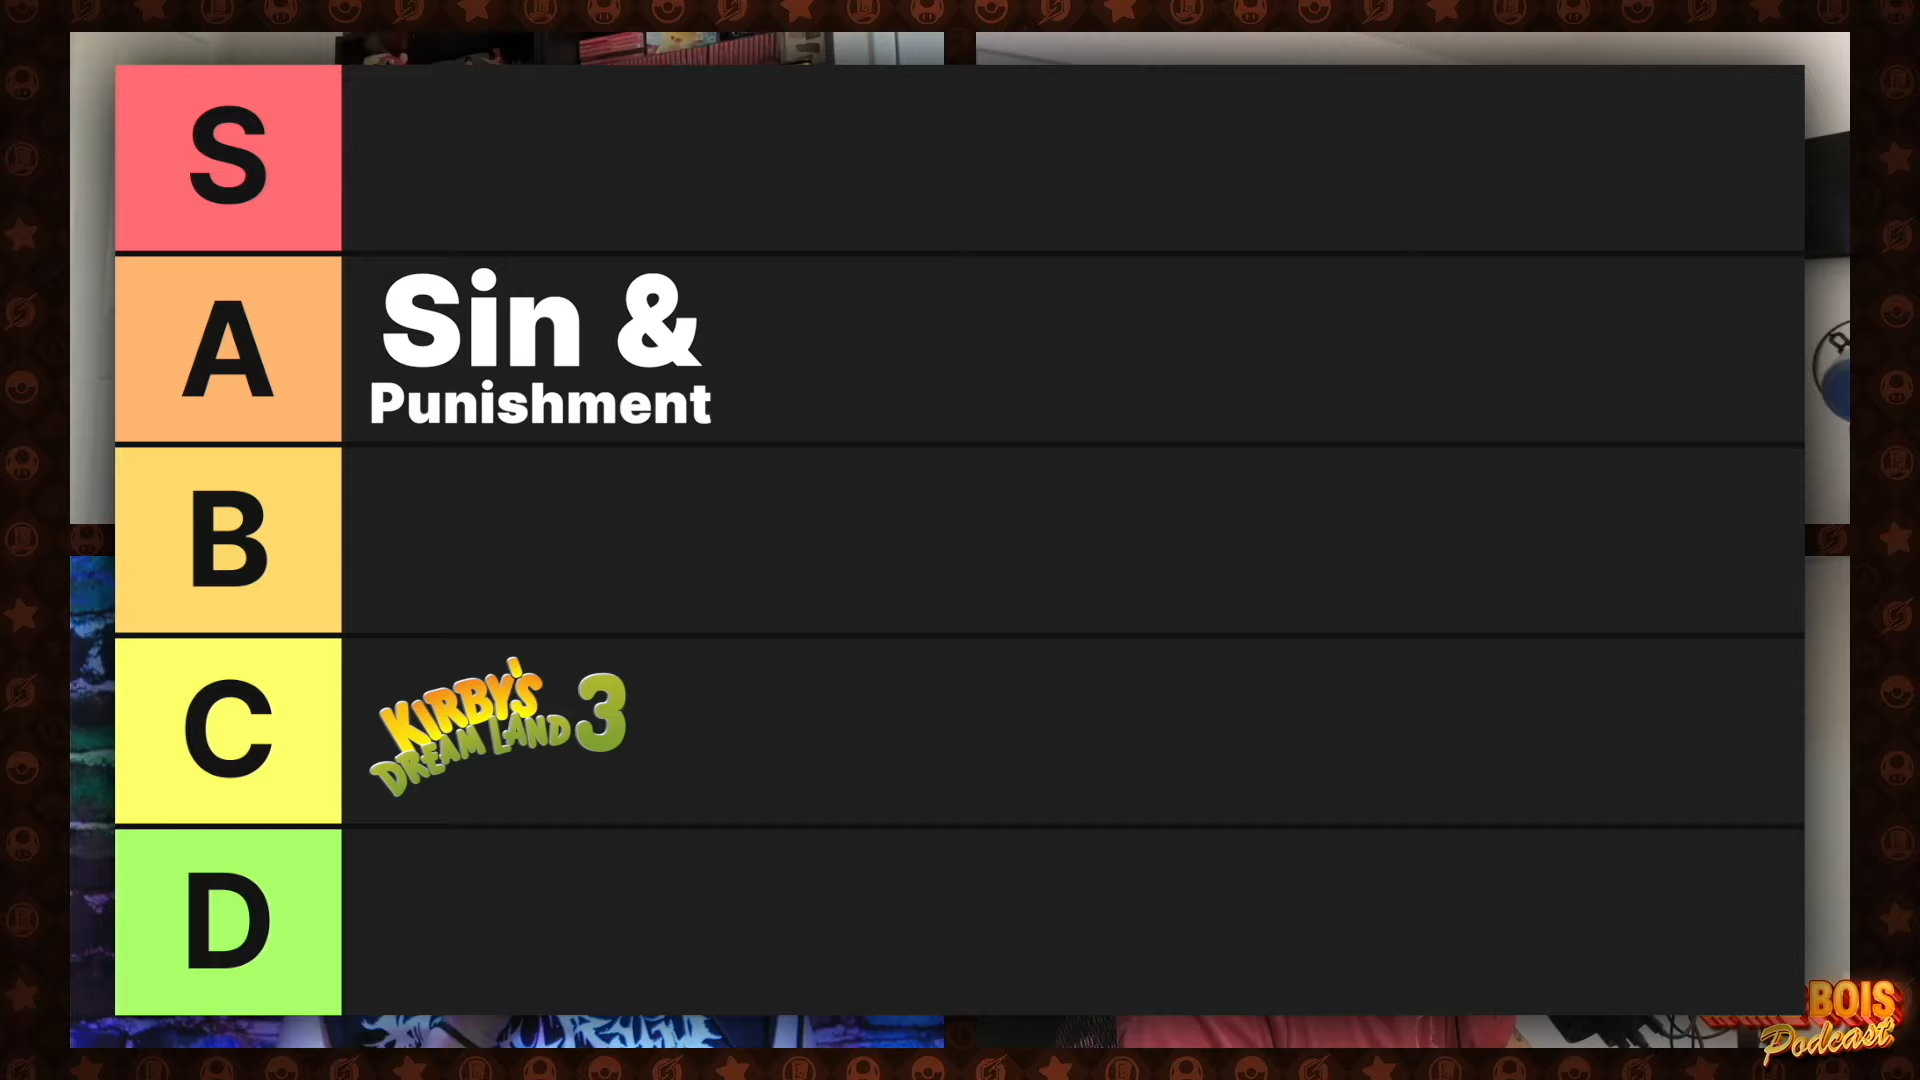 S
A
Sin &
Punishment
B
C
KIRBY'S
DREAM LAND 3
D
BOIS
Podcast